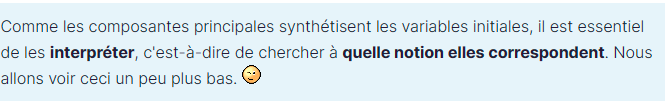 Comme les composantes principales synthétisent les variables initiales, il est essentiel
de les interpréter, c'est-à-dire de chercher à quelle notion elles correspondent. Nous
allons voir ceci un peu plus bas.